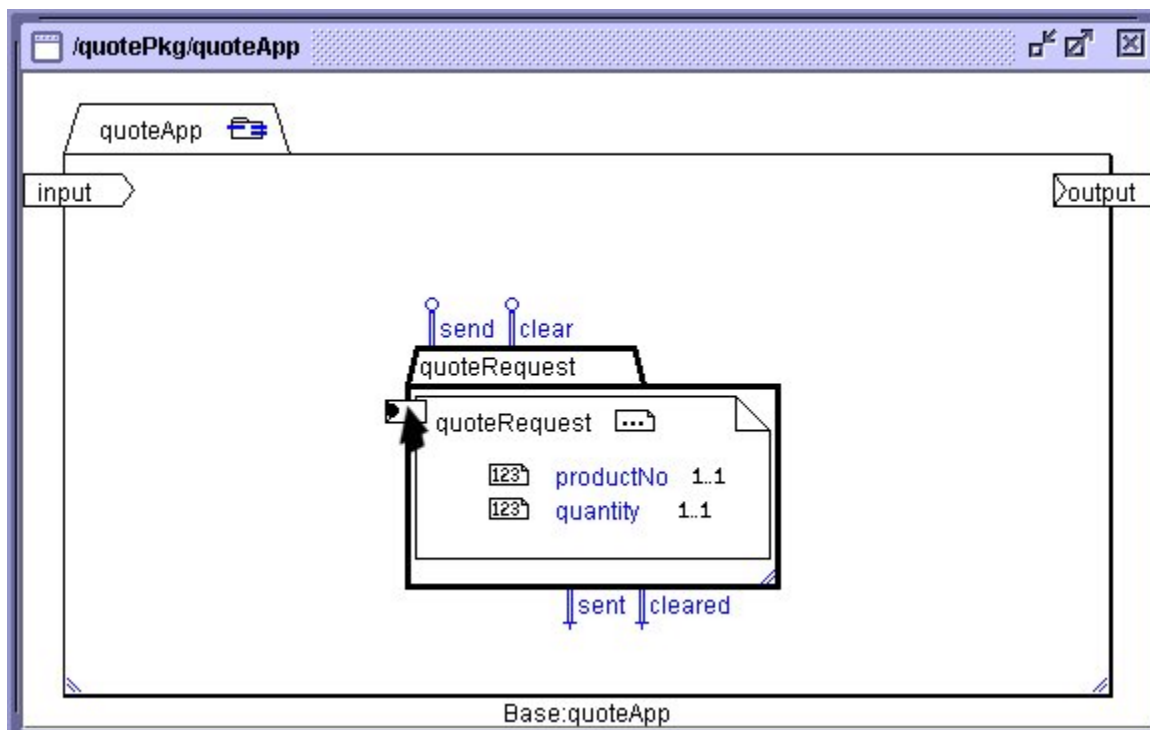 /quotePkg/quoteApp
quoteApp
input
output
send clear
quoteRequest
quoteRequest ...
123 productNo 1..1
123 quantity 1..1
sent cleared
Base:quoteApp